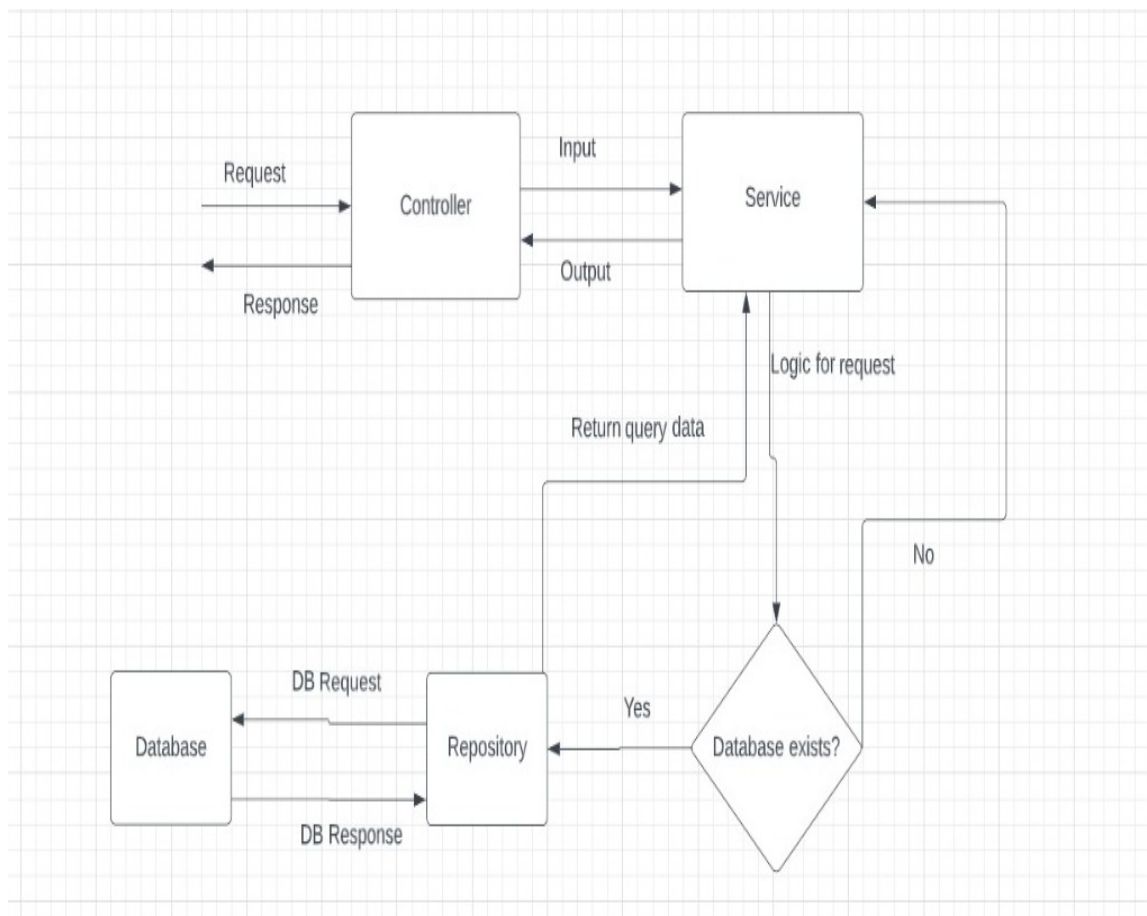 Request
Controller
Input
Service
Output
Response
Logic for request
Return query data
No
DB Request
Yes
Database
Repository
Database exists?
DB Response